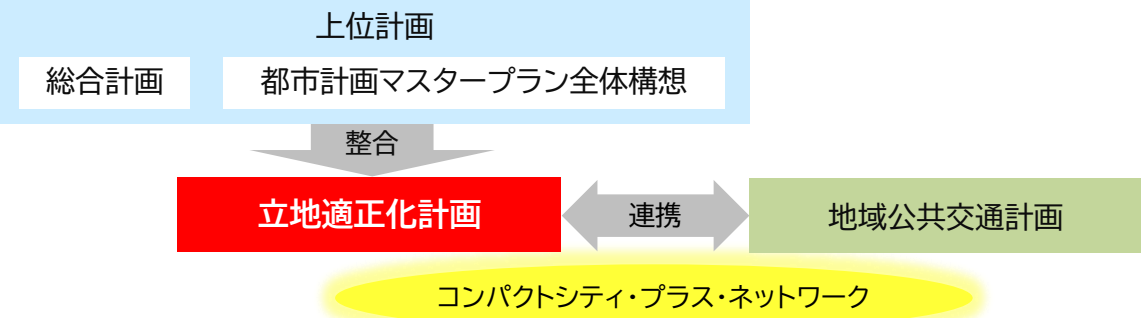 上位計画
総合計画
都市計画マスタープラン全体構想
整合
立地適正化計画
連携
地域公共交通計画
コンパクトシティ・プラス・ネットワーク